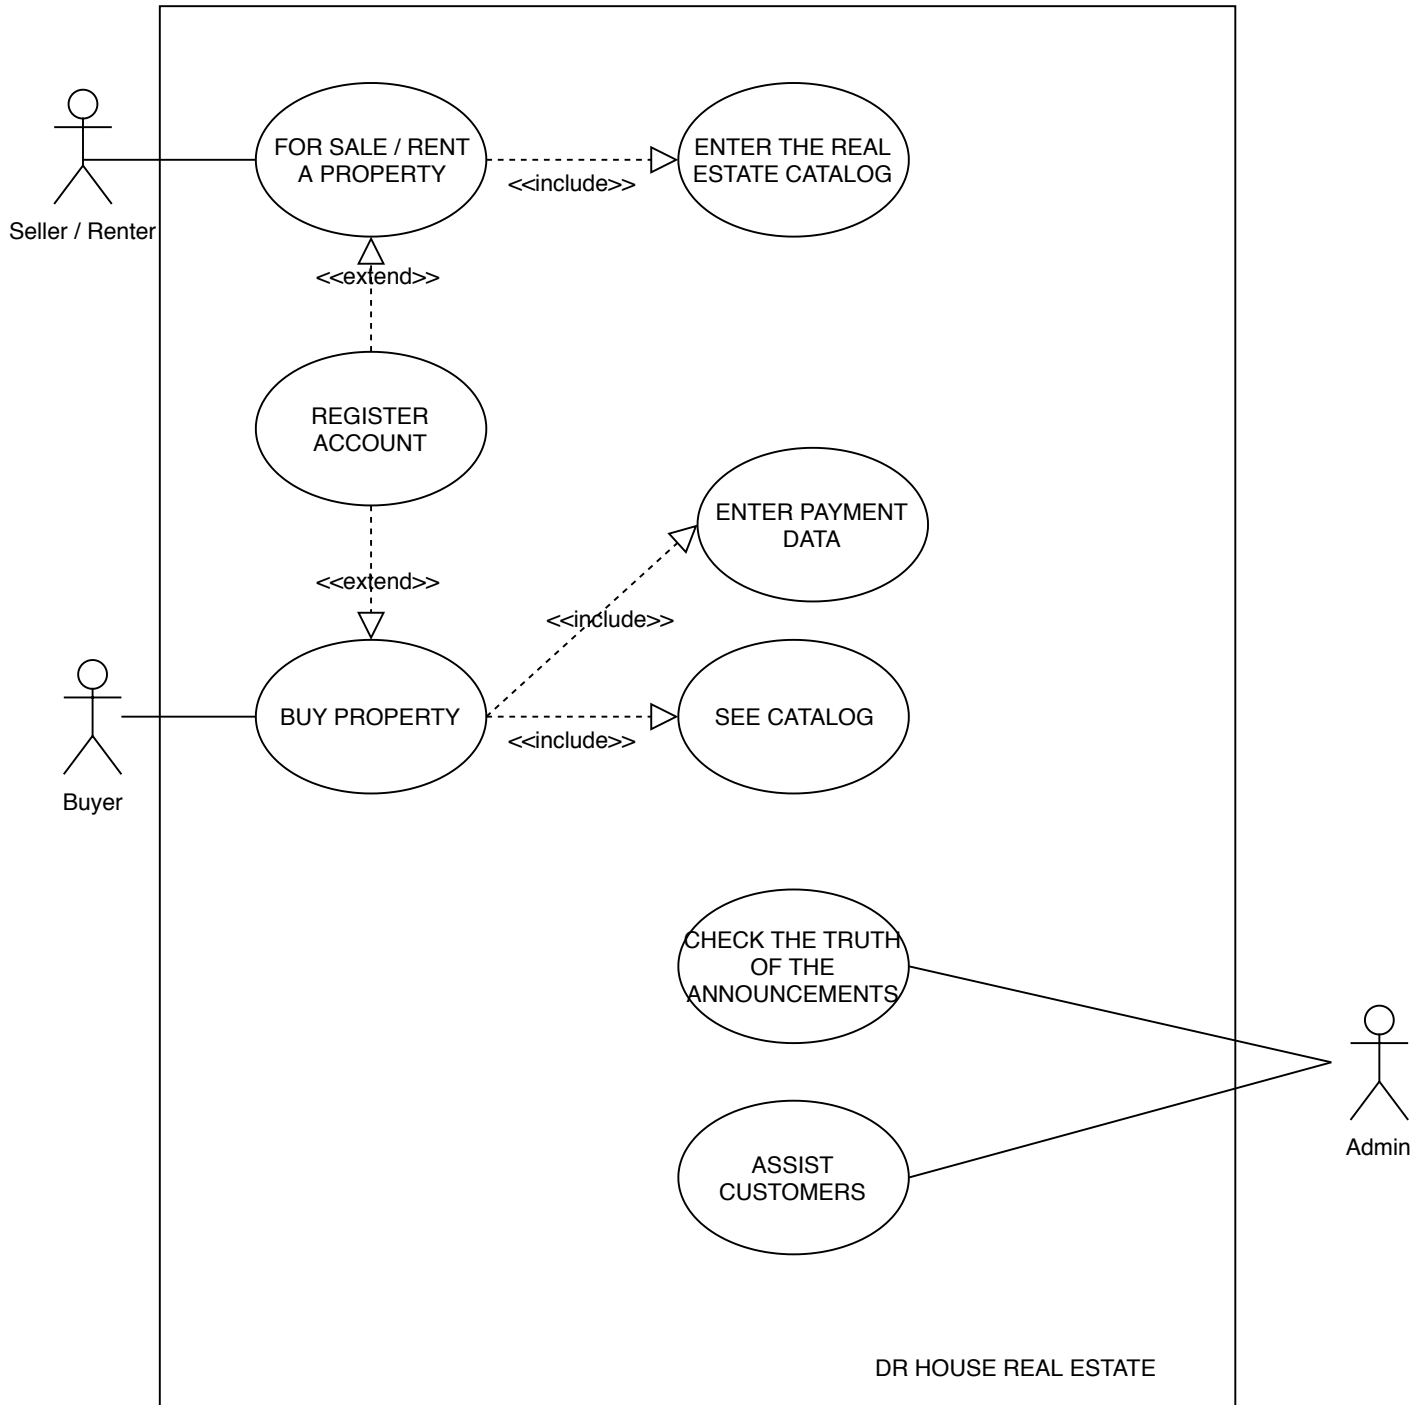 FOR SALE / RENT
A PROPERTY
ENTER THE REAL
ESTATE CATALOG
<<include>>
Seller / Renter
<<extend>>
REGISTER
ACCOUNT
ENTER PAYMENT
DATA
<<extend>>
<<include>>
BUY PROPERTY
SEE CATALOG
<<include>>
Buyer
CHECK THE TRUTH
OF THE
ANNOUNCEMENTS
Admin
ASSIST
CUSTOMERS
DR HOUSE REAL ESTATE